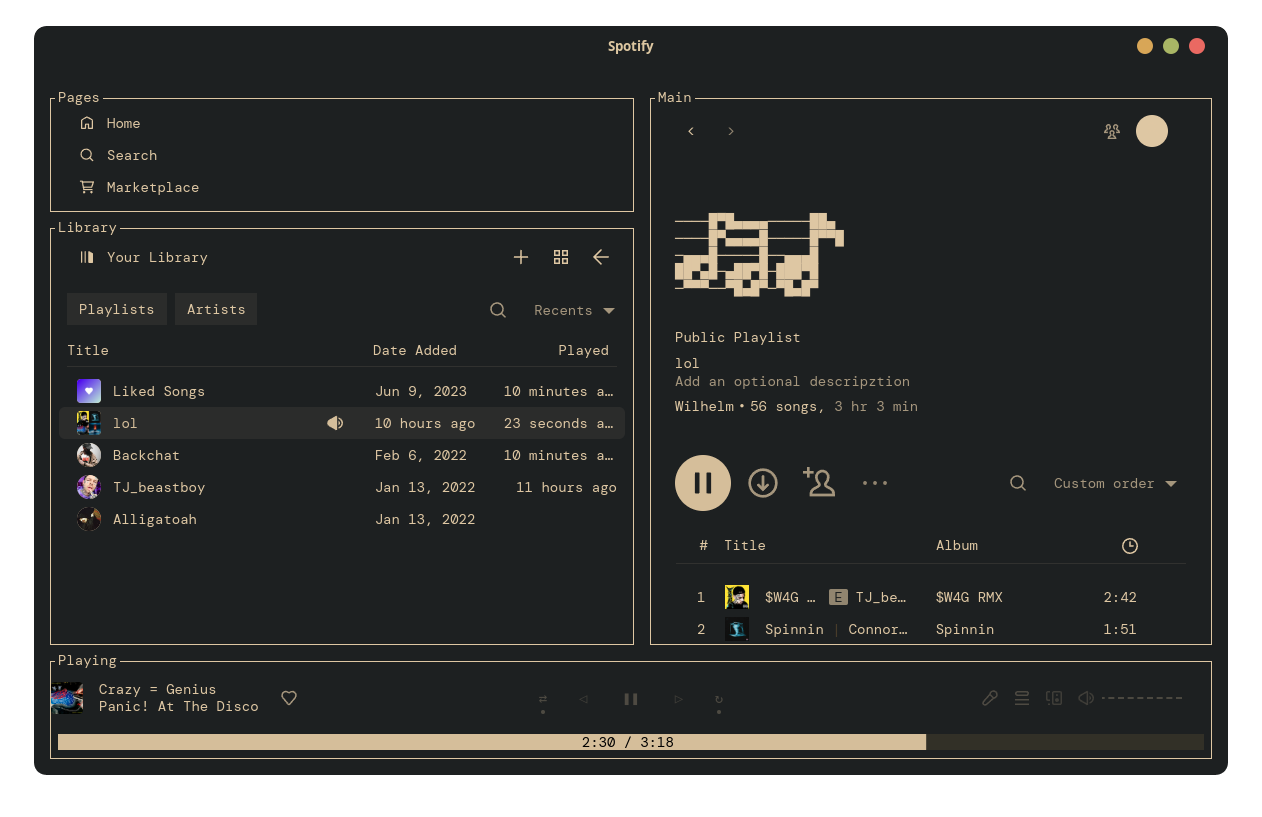 Spotify
Pages
Home
Search
Marketplace
Library
Your Library
Playlists Artists Recents
Title Date Added Played
Liked Songs Jun 9, 2023 10 minutes a…
lol 10 hours ago 23 seconds a…
Backchat Feb 6, 2022 10 minutes a…
TJ_beastboy Jan 13, 2022 11 hours ago
Alligatoah Jan 13, 2022
Main
Public Playlist
lol
Add an optional descripztion
Wilhelm • 56 songs, 3 hr 3 min
Custom order
# Title Album
1 $W4G … E TJ_be… $W4G RMX 2:42
2 Spinnin | Connor… Spinnin 1:51
Playing
Crazy = Genius
Panic! At The Disco
2:30 / 3:18